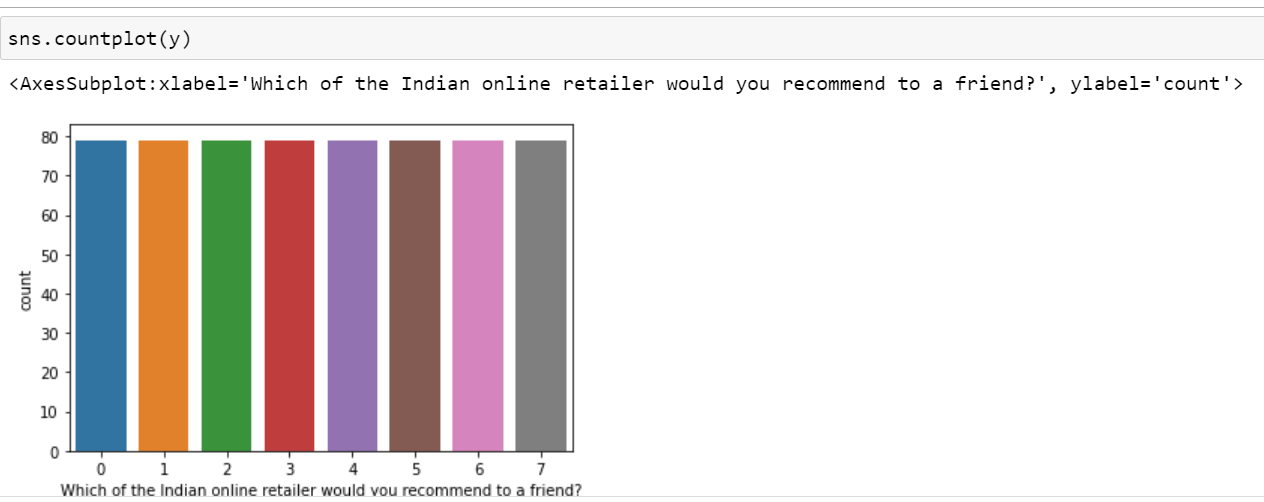 sns.countplot(y)
<AxesSubplot:xlabel='Which of the Indian online retailer would you recommend to a friend?', ylabel='count'>
80
70
60
50
40
30
20
10
0
count
0 1 2 3 4 5 6 7
Which of the Indian online retailer would you recommend to a friend?